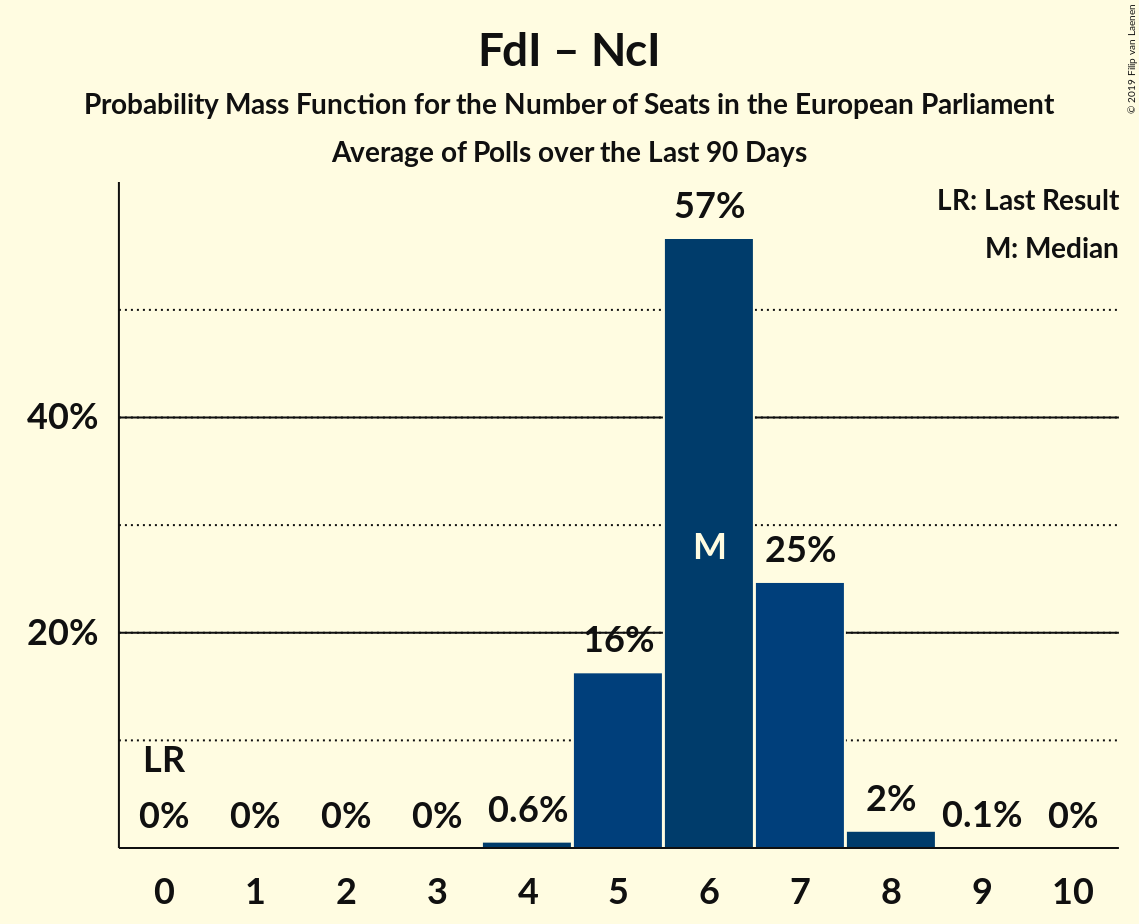 FdI – NcI
Probability Mass Function for the Number of Seats in the European Parliament
Average of Polls over the Last 90 Days
© 2019 Filip van Laenen
LR: Last Result
M: Median
57%
40%
M
25%
20%
16%
LR
0% 0% 0% 0% 0.6% 2% 0.1% 0%
0 1 2 3 4 5 6 7 8 9 10